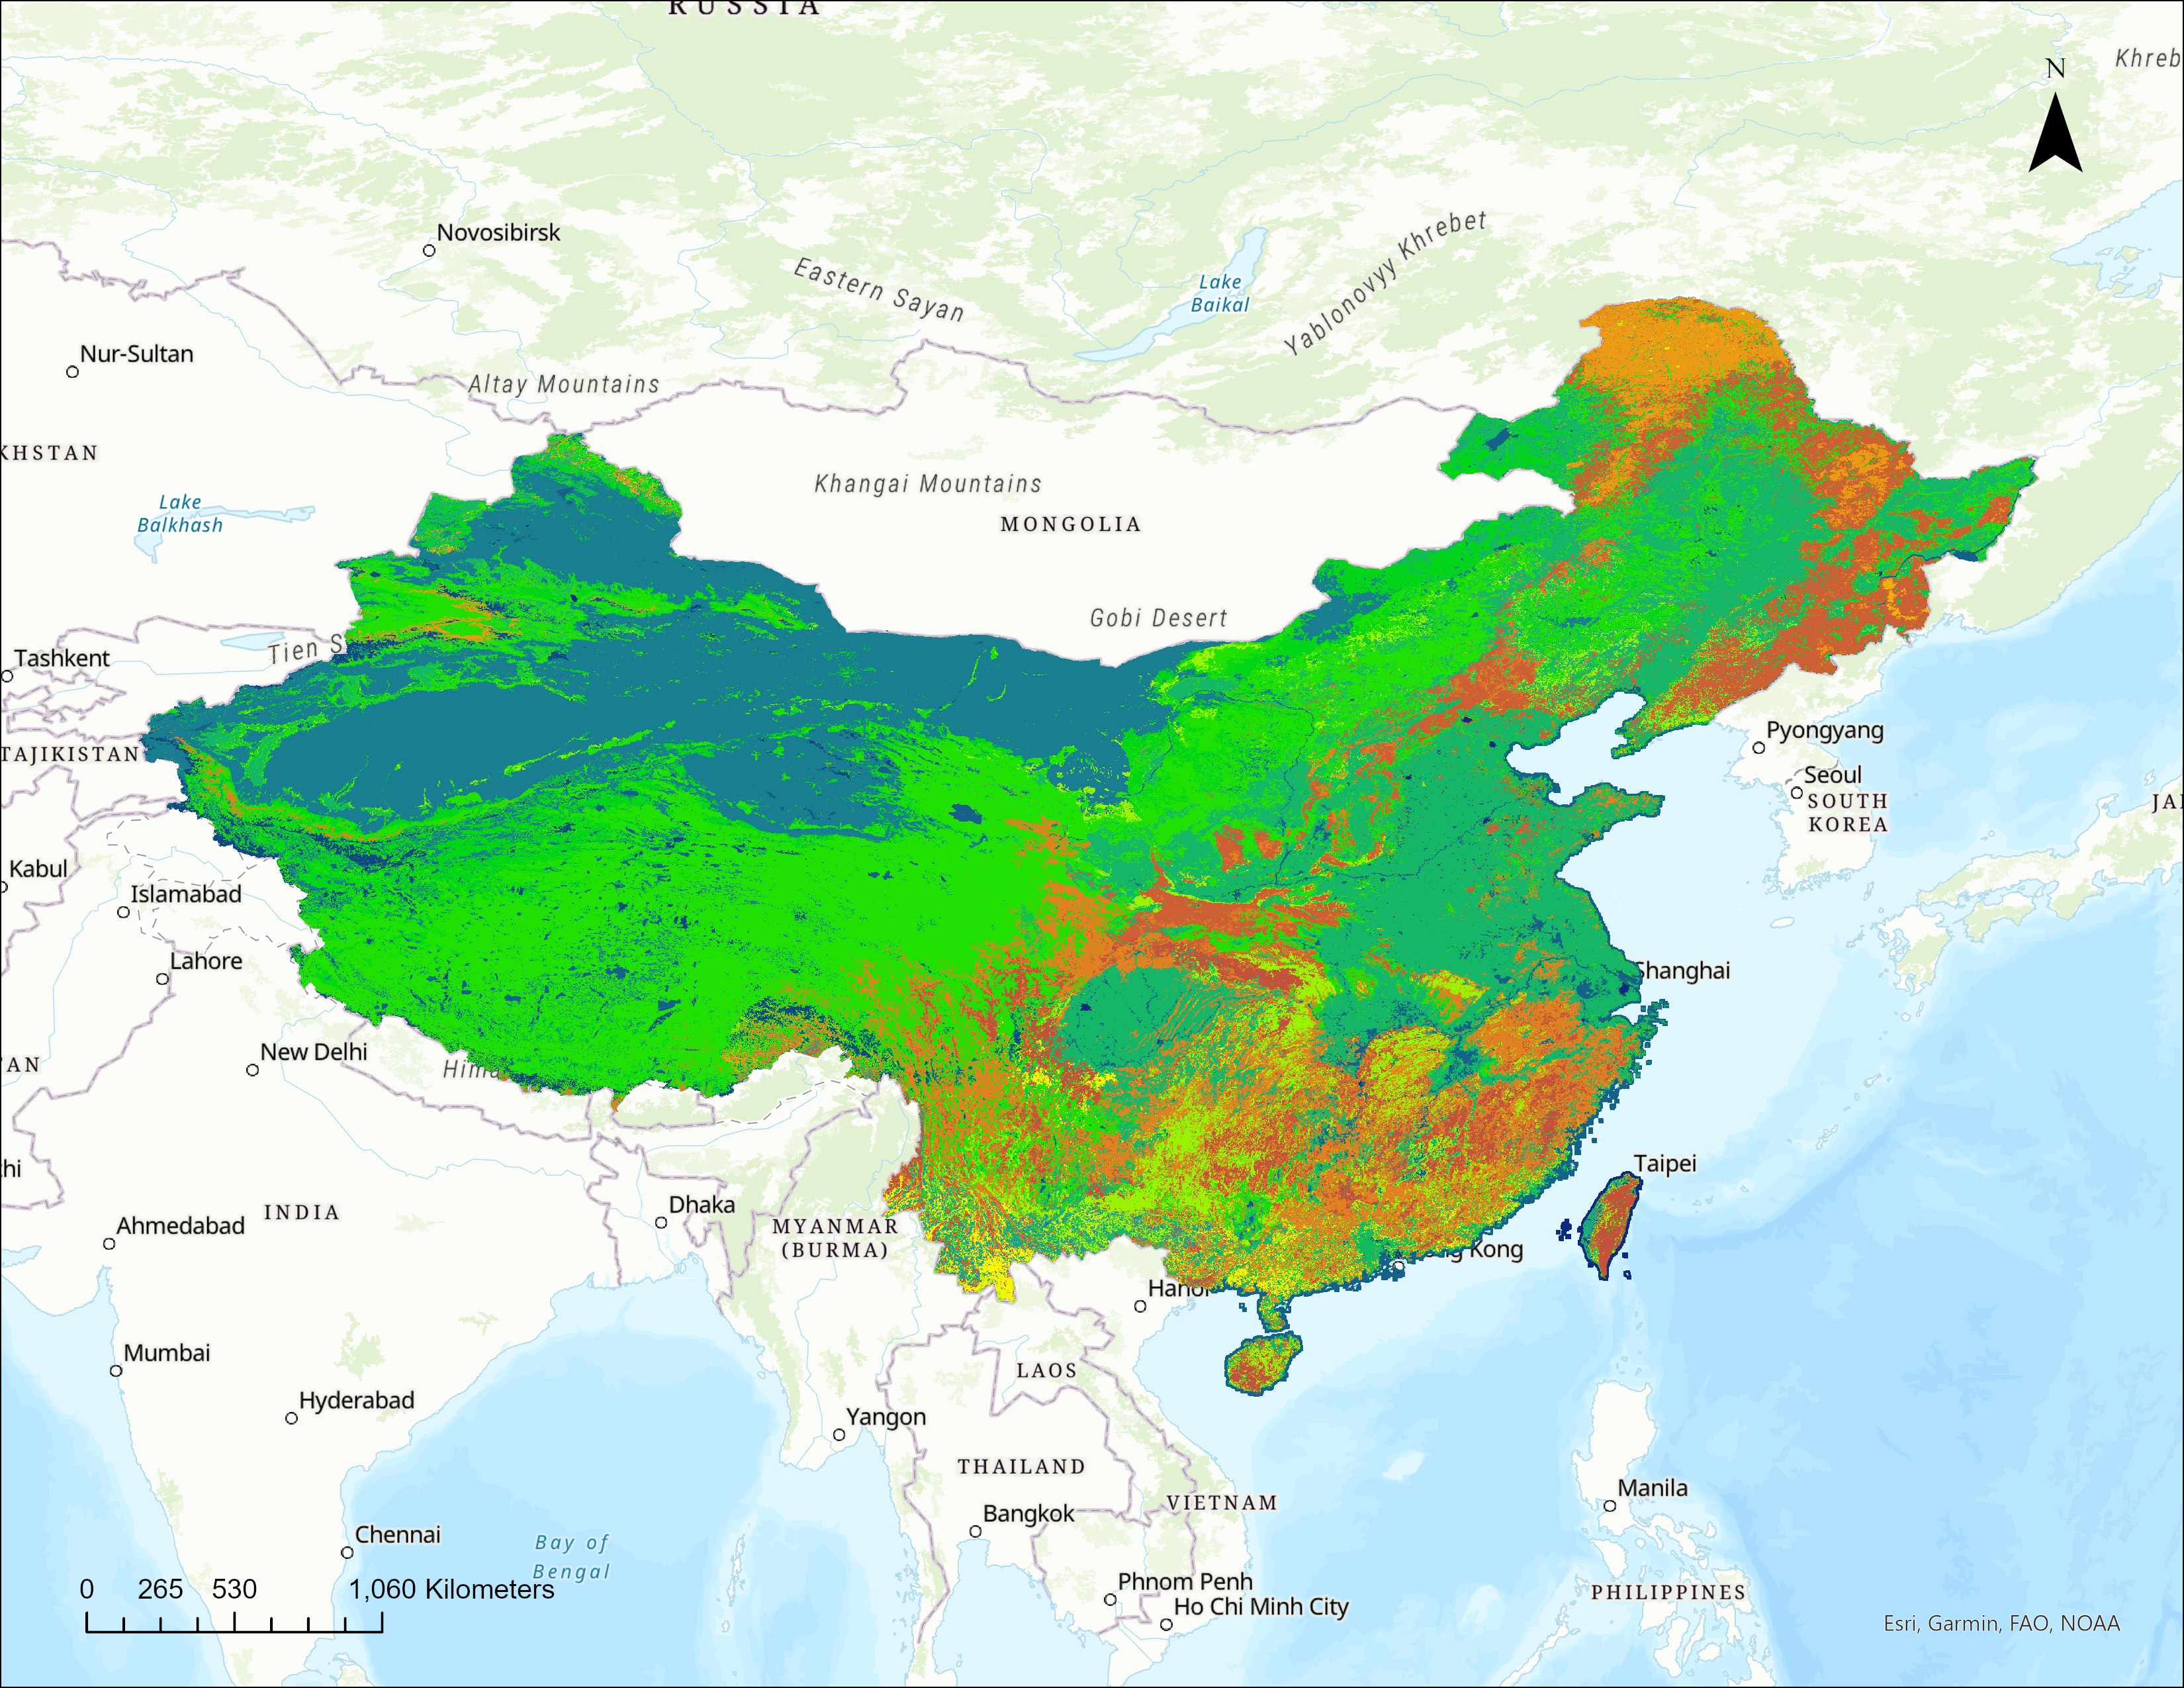 RUSSIA
Khreb
N
Novosibirsk
Eastern Sayan
Lake
Baikal
Yablonovyy Khrebet
Nur-Sultan
Altay Mountains
KHSTAN
Khangai Mountains
Lake
Balkhash
MONGOLIA
Gobi Desert
Tien S
Tashkent
TAJIKISTAN
Pyongyang
Seoul
SOUTH
KOREA
JA
Kabul
Islamabad
Lahore
Shanghai
New Delhi
AN
Hima
hi
Taipei
Dhaka
INDIA
Ahmedabad
MYANMAR
(BURMA)
Kong
Hanoi
Mumbai
LAOS
Hyderabad
Yangon
THAILAND
Manila
VIETNAM
Bangkok
Chennai
Bay of
Bengal
0 265 530 1,060 Kilometers
Phnom Penh
Ho Chi Minh City
PHILIPPINES
Esri, Garmin, FAO, NOAA